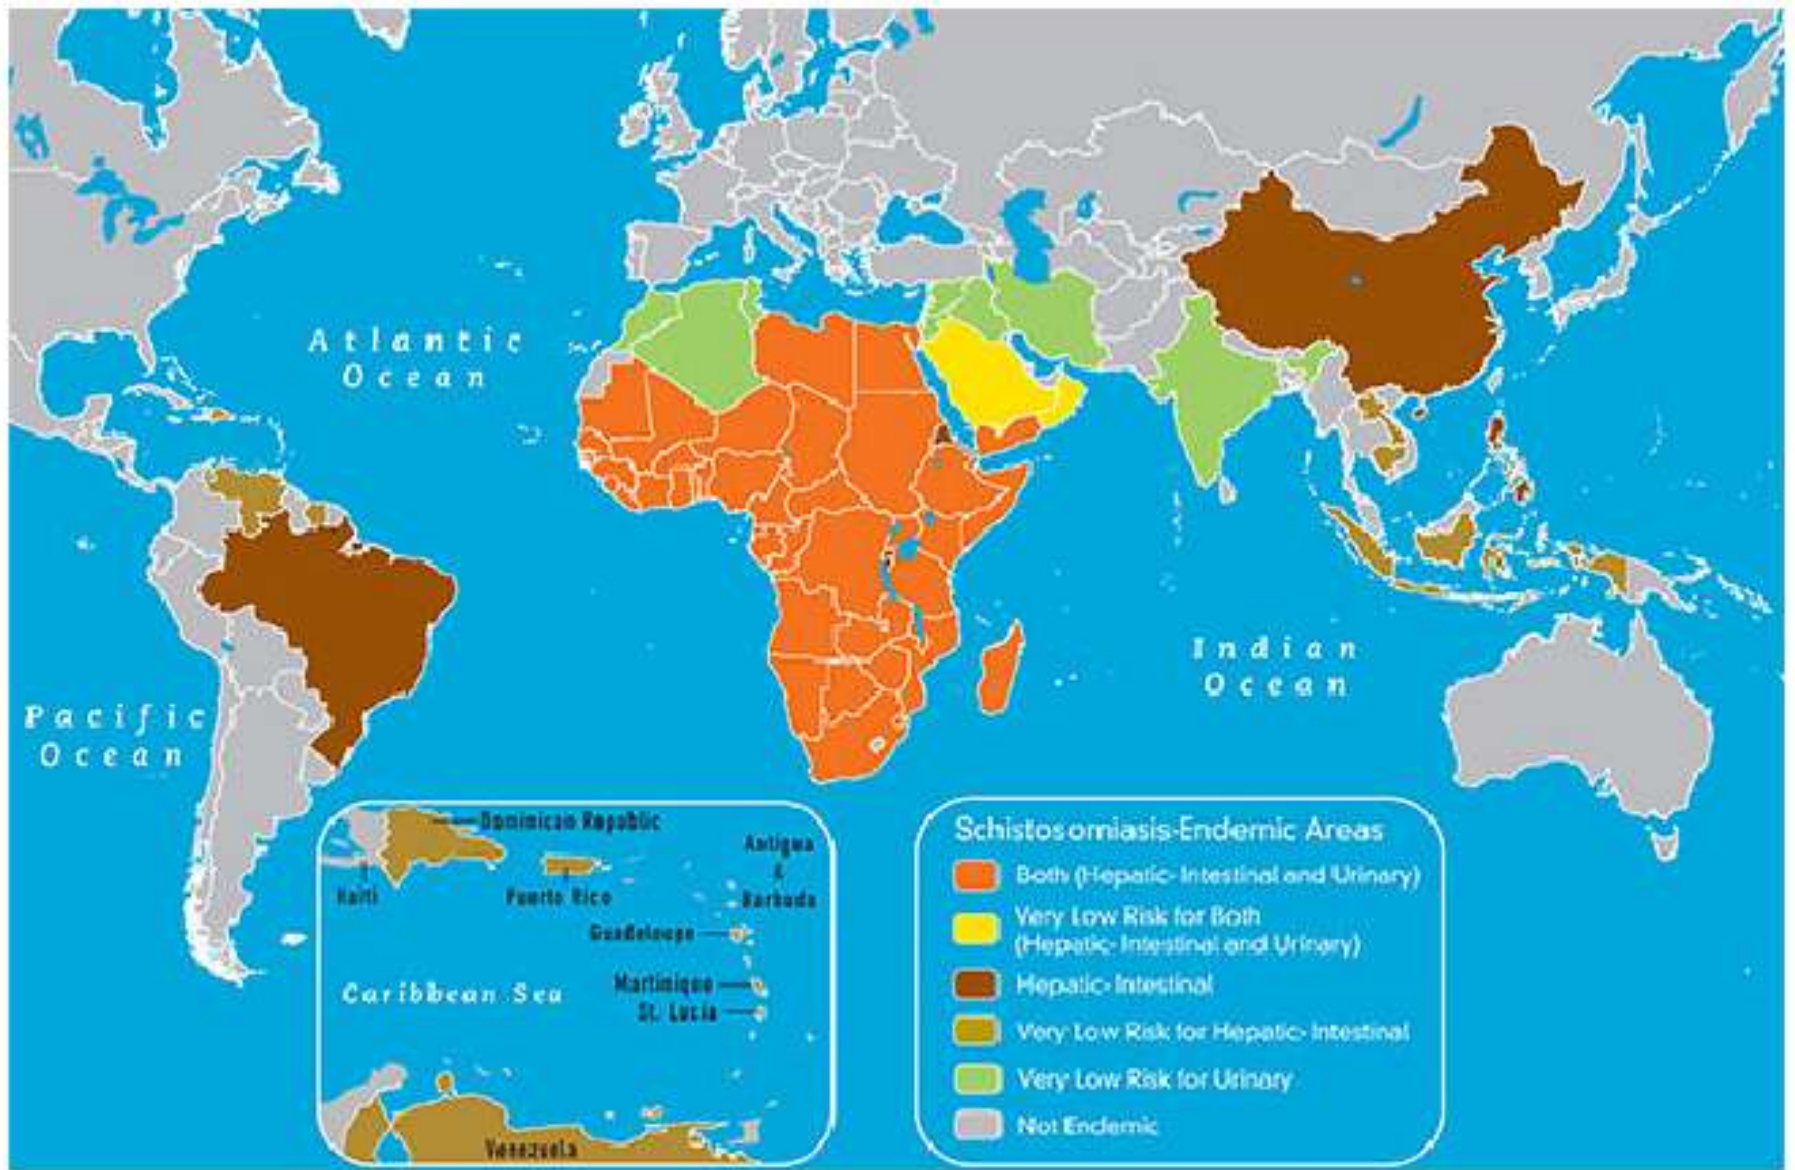 Atlantic
Ocean
Pacific
Ocean
Indian
Ocean
Dominican Republic
Haiti
Puerto Rico
Antigua
&
Barbuda
Guadeloupe
Martinique
St. Lucia
Caribbean Sea
Venezuela
Schistosomiasis-Endemic Areas
Both (Hepatic-Intestinal and Urinary)
Very Low Risk for Both
(Hepatic-Intestinal and Urinary)
Hepatic-Intestinal
Very Low Risk for Hepatic-Intestinal
Very Low Risk for Urinary
Not Endemic